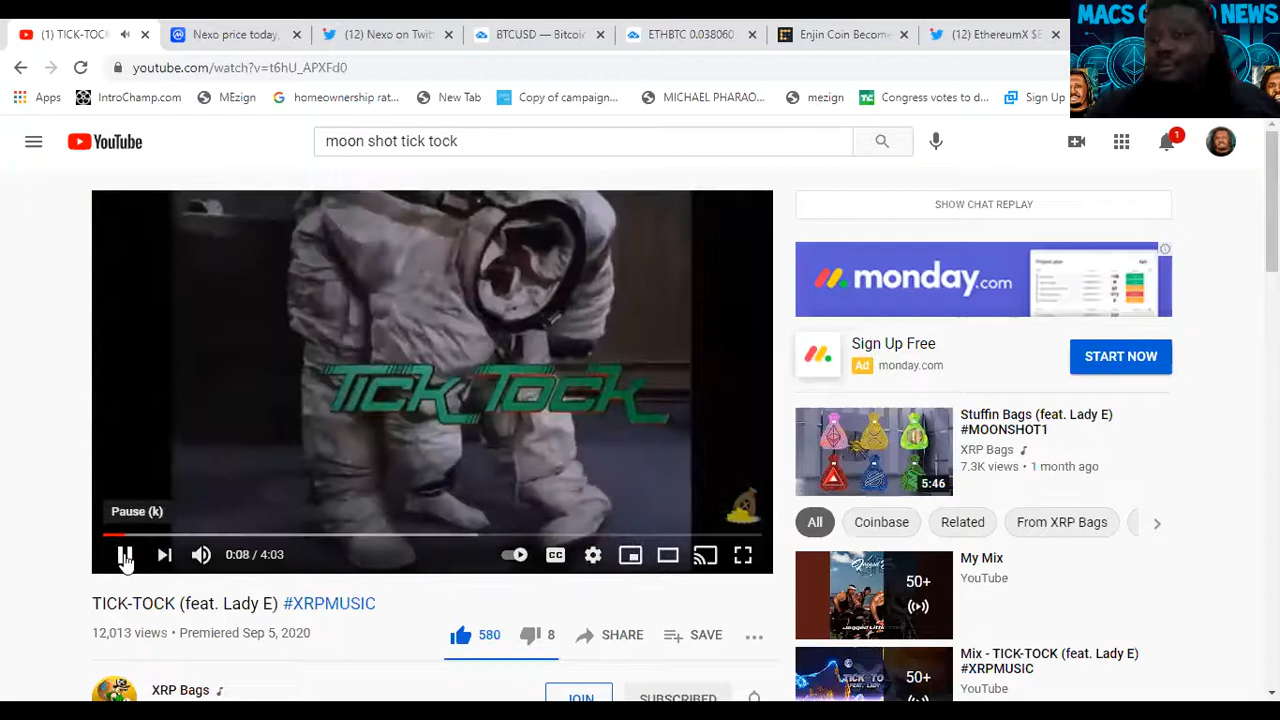 MACS G NEWS
(1) TICK-TOC
Nexo price today,
(12) Nexo on Twit
BTCUSD — Bitcoi
ETHBTC 0.038060
Enjin Coin Becom
(12) EthereumX $E
youtube.com/watch?v=t6hU_APXFd0
Apps
IntroChamp.com
MEzign
homeownership rat...
New Tab
Copy of campaign...
MICHAEL PHARAO...
mezign
Congress votes to d...
Sign Up
YouTube
moon shot tick tock
1
SHOW CHAT REPLAY
TICK TOCK
monday.com
Sign Up Free
Ad monday.com
START NOW
Stuffin Bags (feat. Lady E)
#MOONSHOT1
XRP Bags
7.3K views • 1 month ago
5:46
Pause (k)
0:08 / 4:03
CC
All
Coinbase
Related
From XRP Bags
TICK-TOCK (feat. Lady E) #XRPMUSIC
12,013 views • Premiered Sep 5, 2020
580
8
SHARE
SAVE
My Mix
YouTube
50+
Mix - TICK-TOCK (feat. Lady E)
#XRPMUSIC
YouTube
50+
XRP Bags
JOIN
SUBSCRIBED